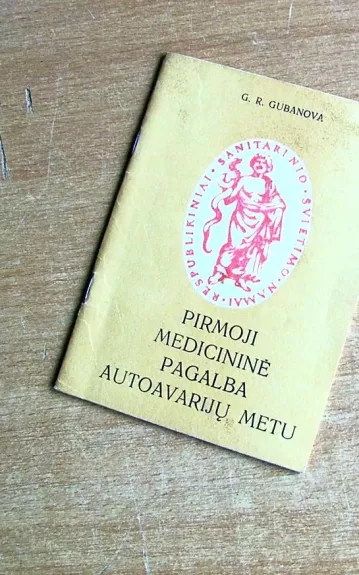 G. R. GUBANOVA
RESPUBLIKINIAI · SANITARINIO · ŠVIETIMO NAMAI ·
PIRMOJI
MEDICININĖ
PAGALBA
AUTOAVARIJŲ METU